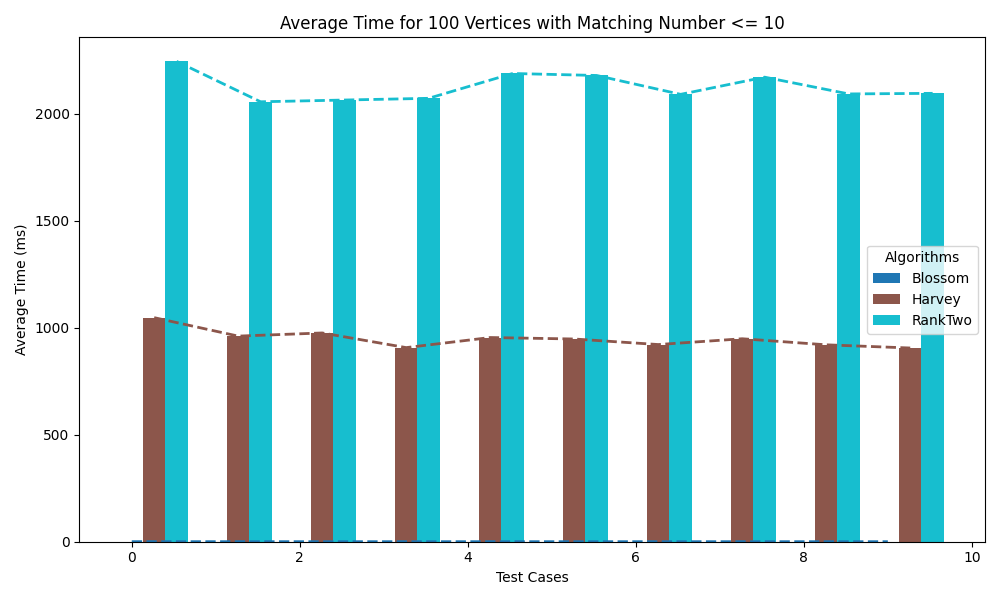 Average Time for 100 Vertices with Matching Number <= 10
Average Time (ms)
2000
1500
1000
500
0
Algorithms
Blossom
Harvey
RankTwo
0 2 4 6 8 10
Test Cases